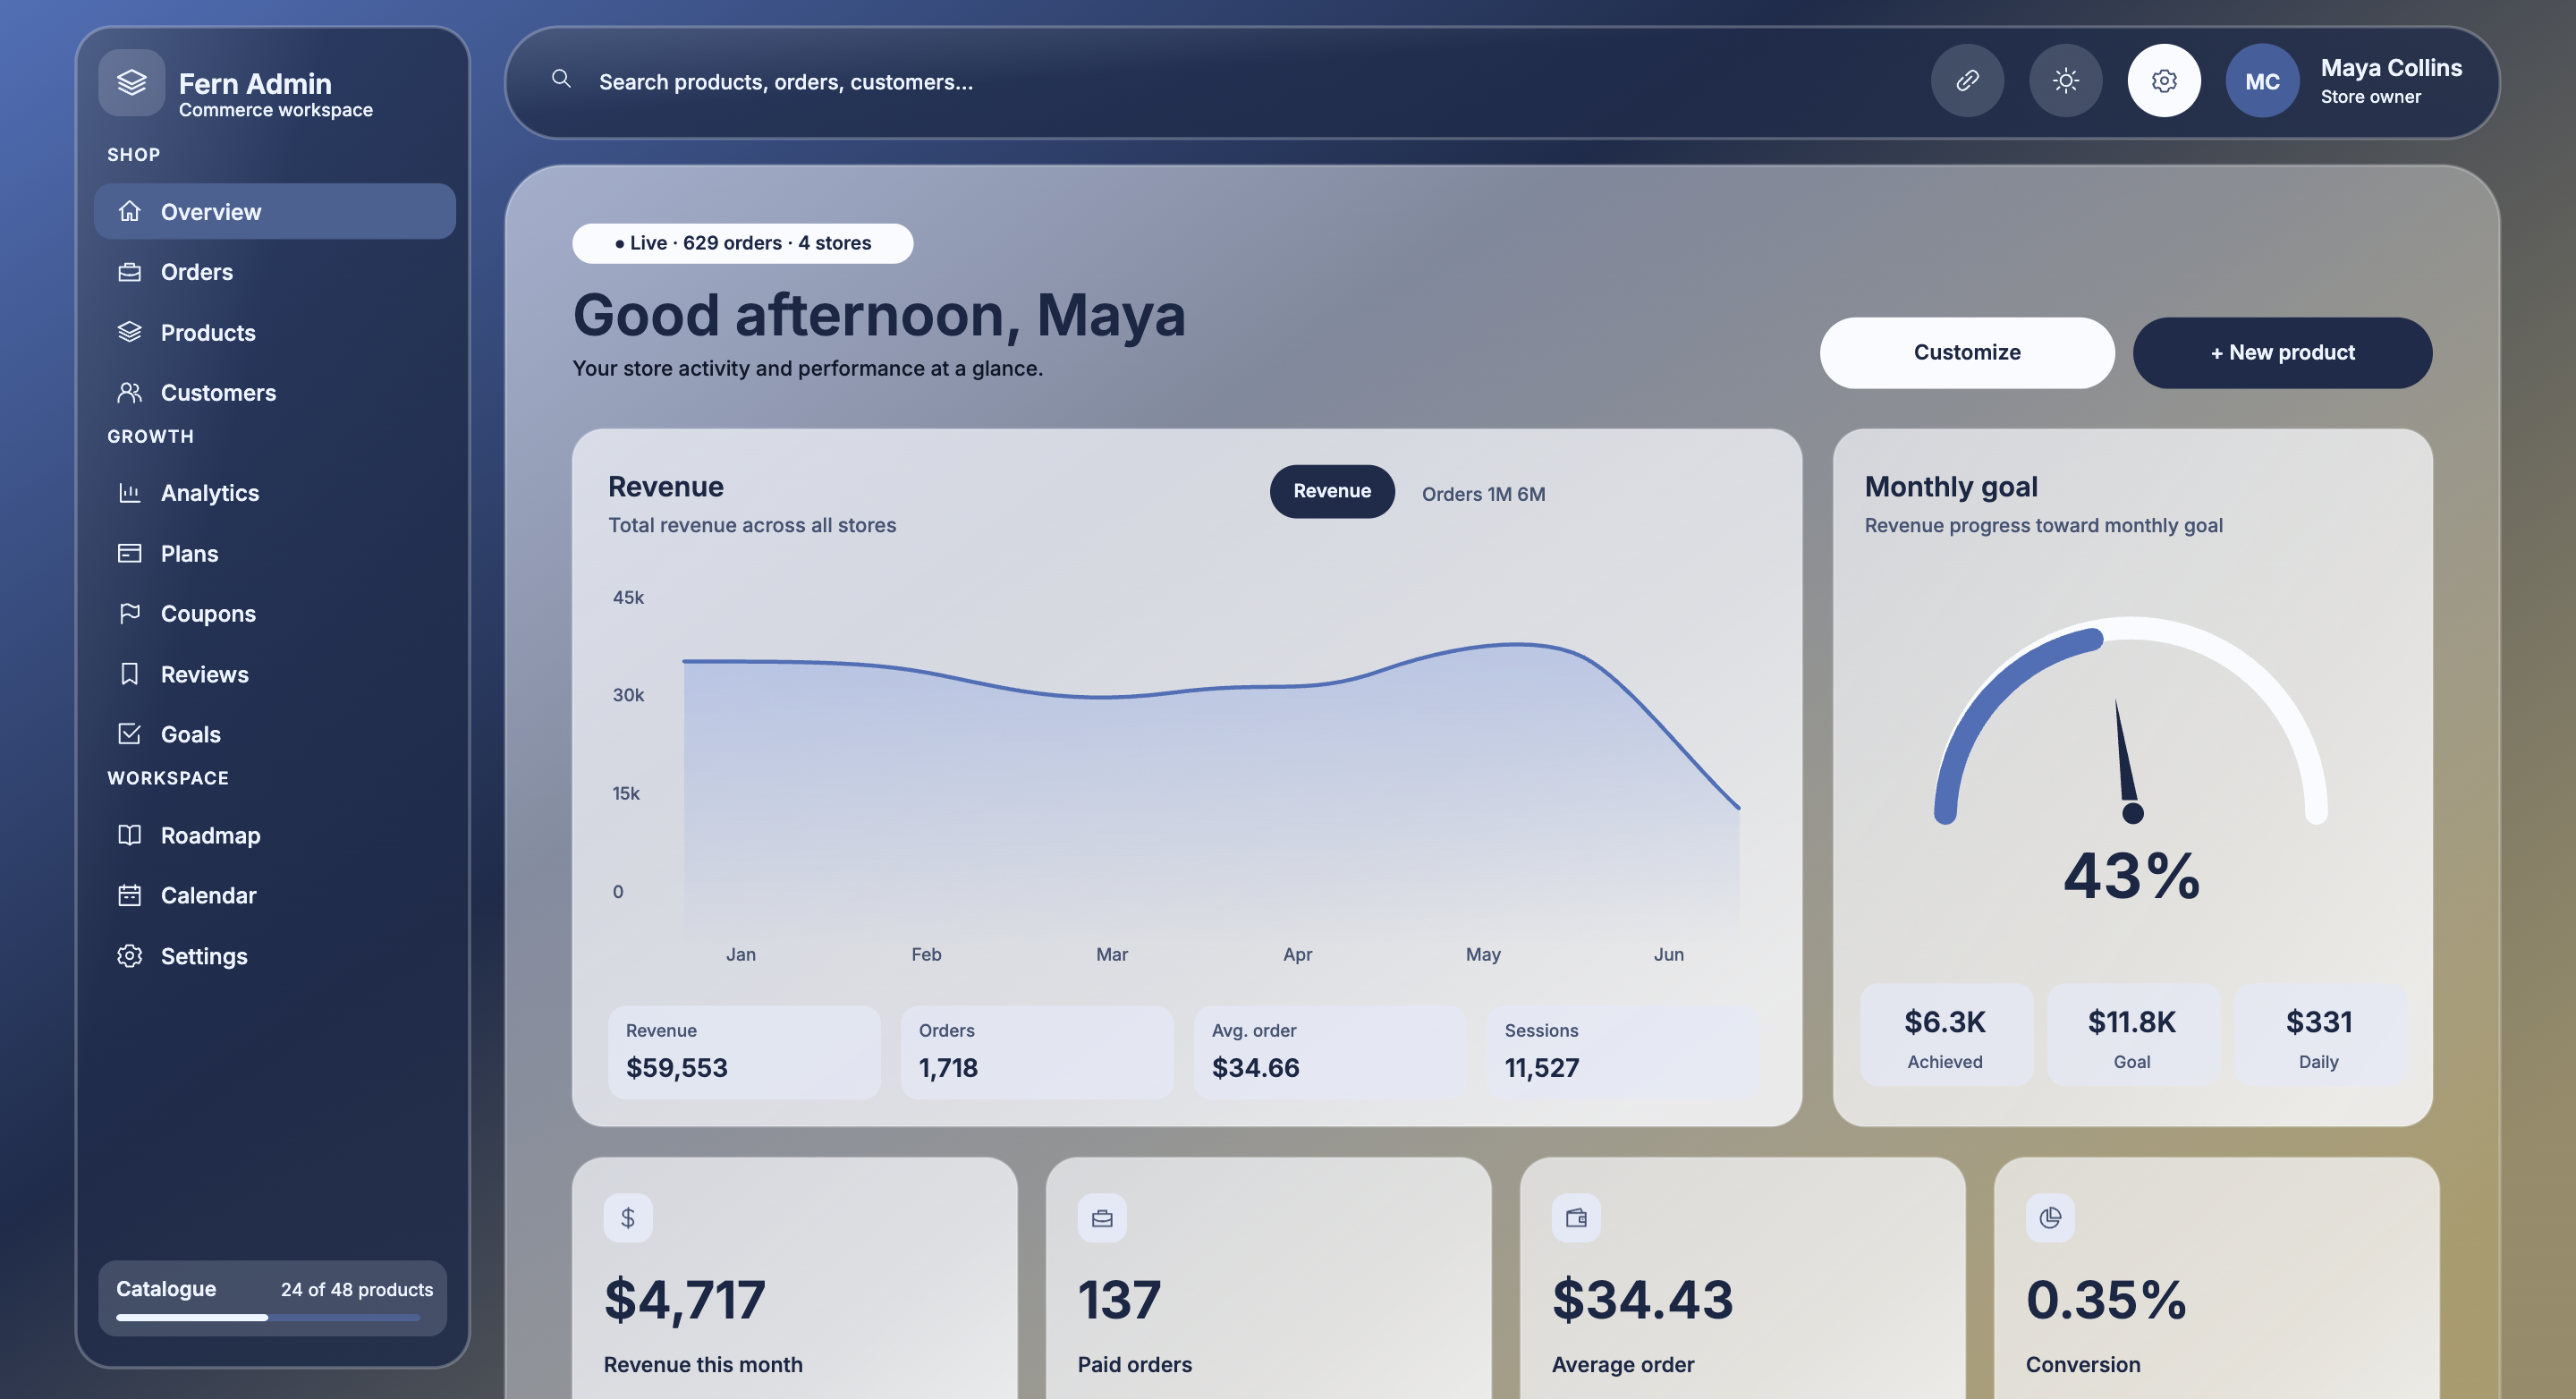 Fern Admin
Commerce workspace
SHOP
Overview
Orders
Products
Customers
GROWTH
Analytics
Plans
Coupons
Reviews
Goals
WORKSPACE
Roadmap
Calendar
Settings
Catalogue 24 of 48 products
Search products, orders, customers...
MC
Maya Collins
Store owner
● Live · 629 orders · 4 stores
Good afternoon, Maya
Your store activity and performance at a glance.
Customize
+ New product
Revenue
Total revenue across all stores
Revenue Orders 1M 6M
45k
30k
15k
0
Jan Feb Mar Apr May Jun
Revenue
$59,553
Orders
1,718
Avg. order
$34.66
Sessions
11,527
Monthly goal
Revenue progress toward monthly goal
43%
$6.3K
Achieved
$11.8K
Goal
$331
Daily
$4,717
Revenue this month
137
Paid orders
$34.43
Average order
0.35%
Conversion